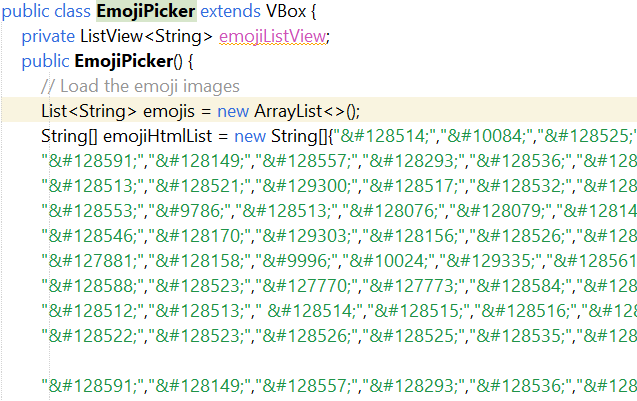 public class EmojiPicker extends VBox {
private ListView<String> emojiListView;
public EmojiPicker() {
// Load the emoji images
List<String> emojis = new ArrayList<>();
String[] emojiHtmlList = new String[]{"&#128514;","&#10084;","&#128525;"
"&#128591;","&#128149;","&#128557;","&#128293;","&#128536;","&#128
"&#128513;","&#128521;","&#129300;","&#128517;","&#128532;","&#128
"&#128553;","&#9786;","&#128513;","&#128076;","&#128079;","&#12814
"&#128546;","&#128170;","&#129303;","&#128156;","&#128526;","&#128
"&#127881;","&#128158;","&#9996;","&#10024;","&#129335;","&#128561
"&#128588;","&#128523;","&#127770;","&#127773;","&#128584;","&#128
"&#128512;","&#128513;"," &#128514;","&#128515;","&#128516;","&#128
"&#128522;","&#128523;","&#128526;","&#128525;","&#128535;","&#128
"&#128591;","&#128149;","&#128557;","&#128293;","&#128536;","&#128